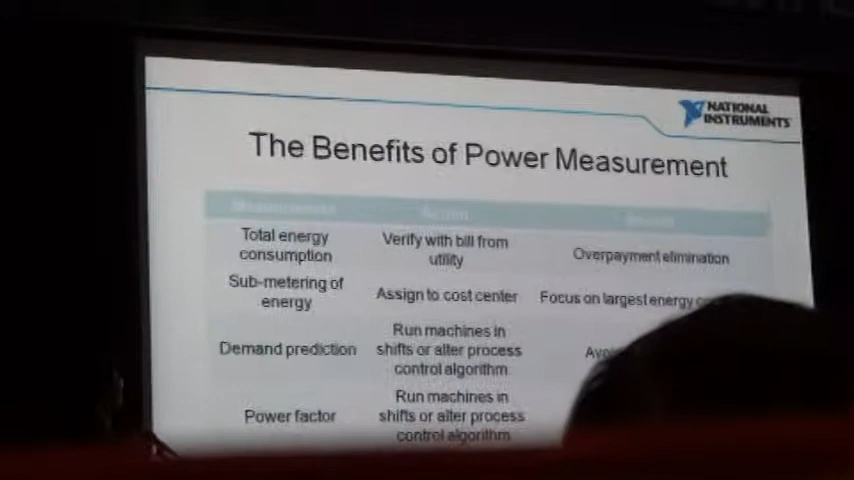 NATIONAL
INSTRUMENTS
The Benefits of Power Measurement
Measurement Action
Total energy
consumption
Verify with bill from
utility
Overpayment elimination
Sub-metering of
energy
Assign to cost center
Focus on largest energy
Demand prediction
Run machines in
shifts or alter process
control algorithm
Power factor
Run machines in
shifts or alter process
control algorithm